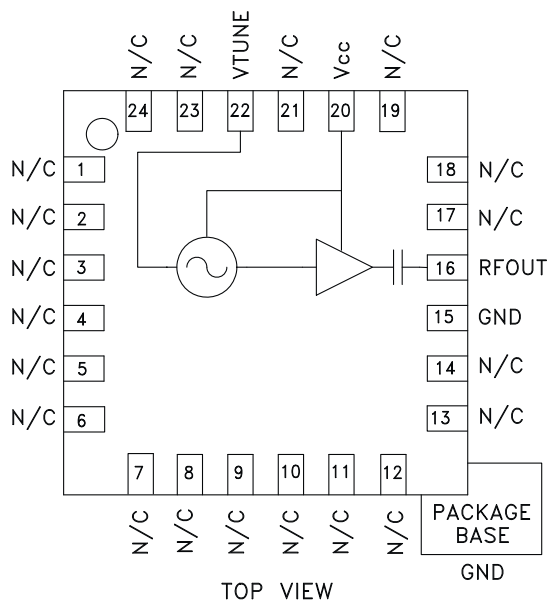 N/C
N/C
VTUNE
N/C
Vcc
N/C
24
23
22
21
20
19
N/C 1
18 N/C
N/C 2
17 N/C
N/C 3
16 RFOUT
N/C 4
15 GND
N/C 5
14 N/C
N/C 6
13 N/C
7
8
9
10
11
12
N/C
N/C
N/C
N/C
N/C
N/C
PACKAGE
BASE
GND
TOP VIEW